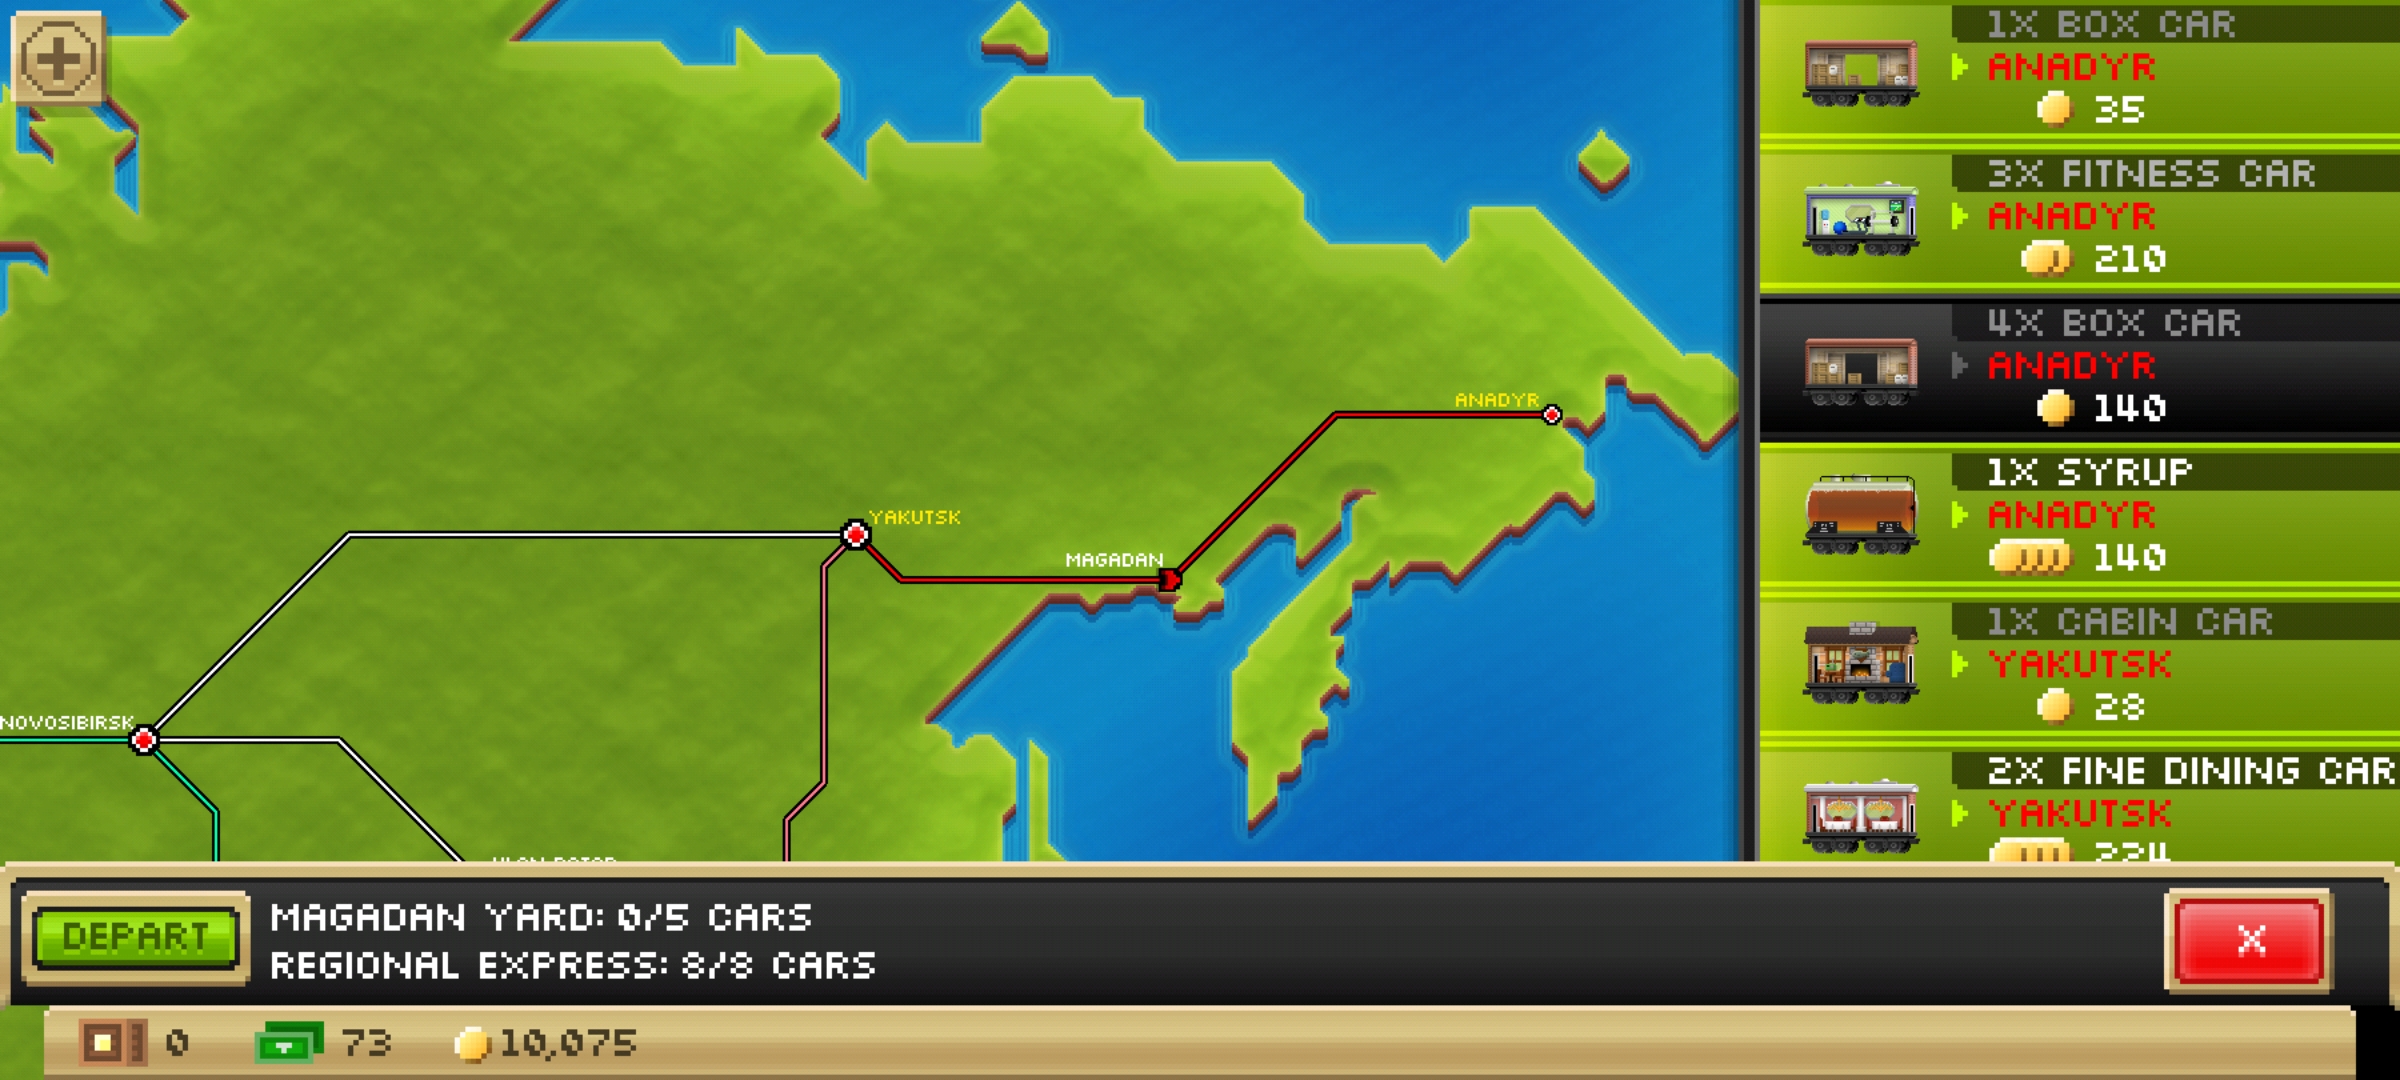 1X BOX CAR
ANADYR
35
3X FITNESS CAR
ANADYR
210
4X BOX CAR
ANADYR
140
1X SYRUP
ANADYR
140
1X CABIN CAR
YAKUTSK
28
2X FINE DINING CAR
YAKUTSK
224
ANADYR
YAKUTSK
MAGADAN
NOVOSIBIRSK
DEPART
MAGADAN YARD: 0/5 CARS
REGIONAL EXPRESS: 8/8 CARS
X
0
73
10,075